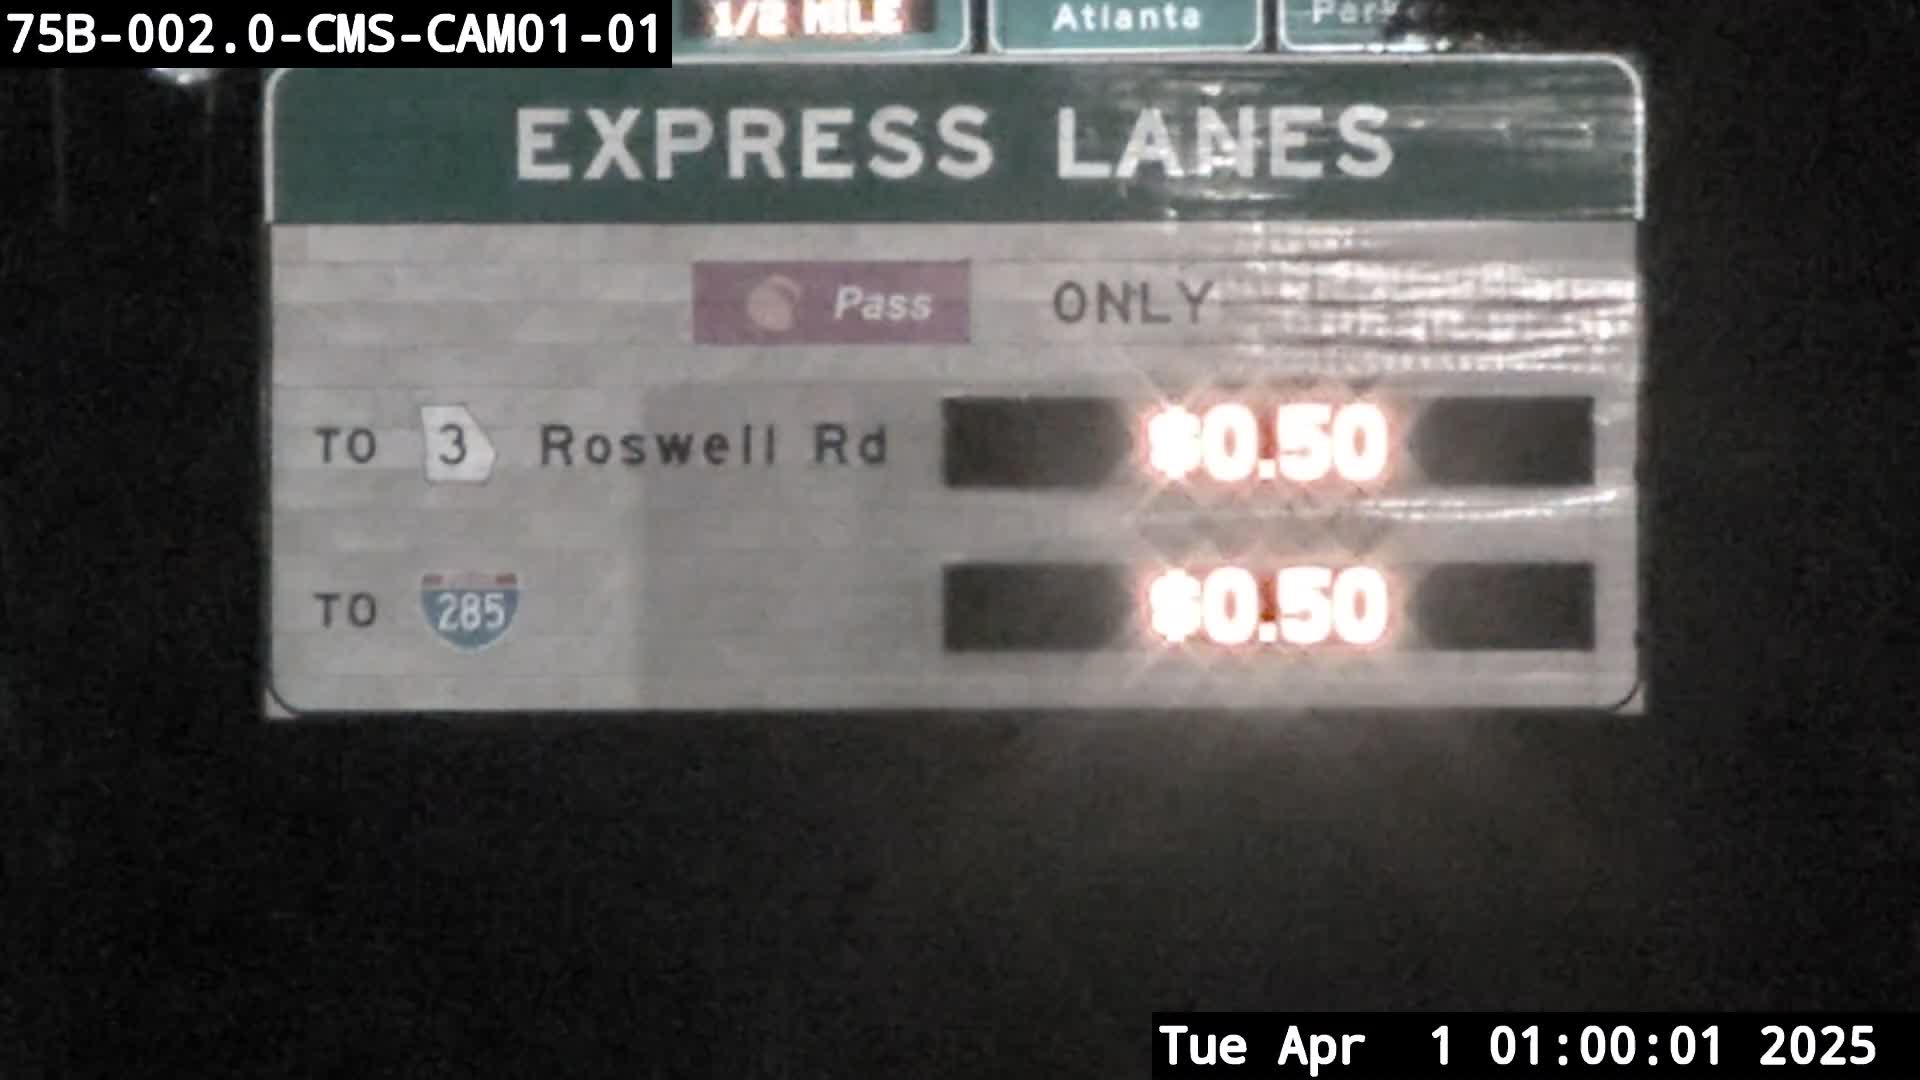 75B-002.0-CMS-CAM01-01
1/2 MILE
Atlanta
Park
EXPRESS LANES
Pass ONLY
TO 3 Roswell Rd $0.50
TO 285 $0.50
Tue Apr 1 01:00:01 2025